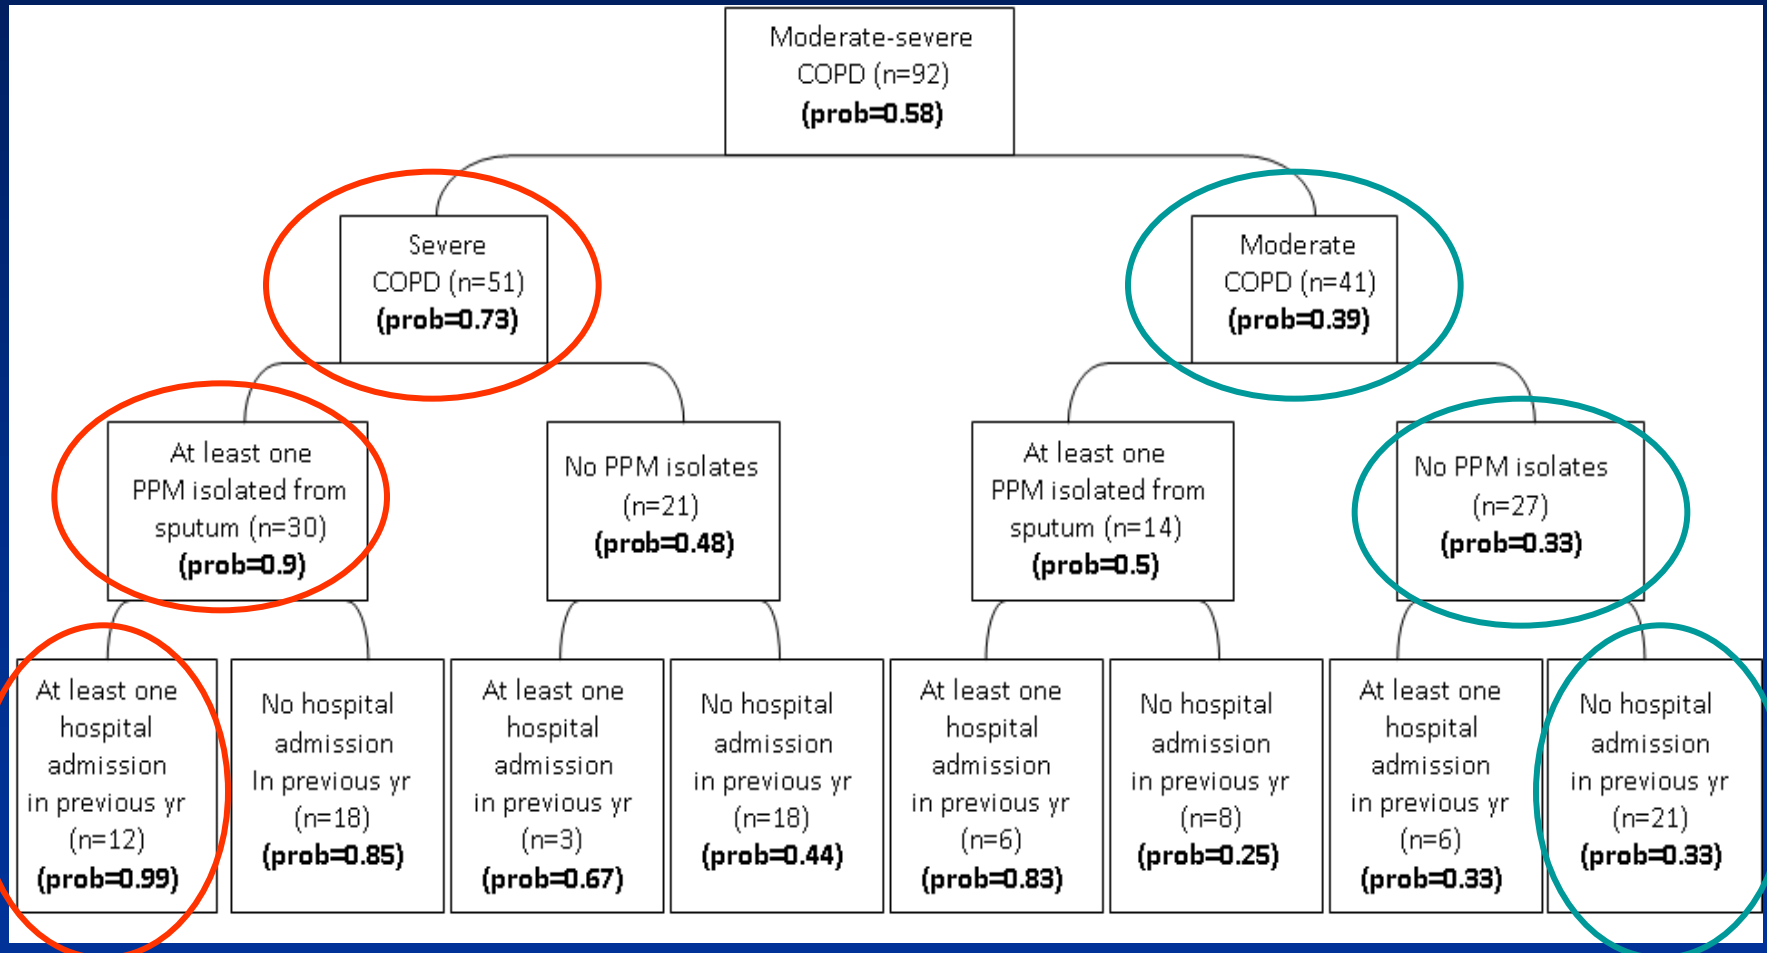 Moderate-severe
COPD (n=92)
(prob=0.58)
Severe
COPD (n=51)
(prob=0.73)
Moderate
COPD (n=41)
(prob=0.39)
At least one
PPM isolated from
sputum (n=30)
(prob=0.9)
No PPM isolates
(n=21)
(prob=0.48)
At least one
PPM isolated from
sputum (n=14)
(prob=0.5)
No PPM isolates
(n=27)
(prob=0.33)
At least one
hospital
admission
in previous yr
(n=12)
(prob=0.99)
No hospital
admission
In previous yr
(n=18)
(prob=0.85)
At least one
hospital
admission
in previous yr
(n=3)
(prob=0.67)
No hospital
admission
in previous yr
(n=18)
(prob=0.44)
At least one
hospital
admission
in previous yr
(n=6)
(prob=0.83)
No hospital
admission
in previous yr
(n=8)
(prob=0.25)
At least one
hospital
admission
in previous yr
(n=6)
(prob=0.33)
No hospital
admission
in previous yr
(n=21)
(prob=0.33)